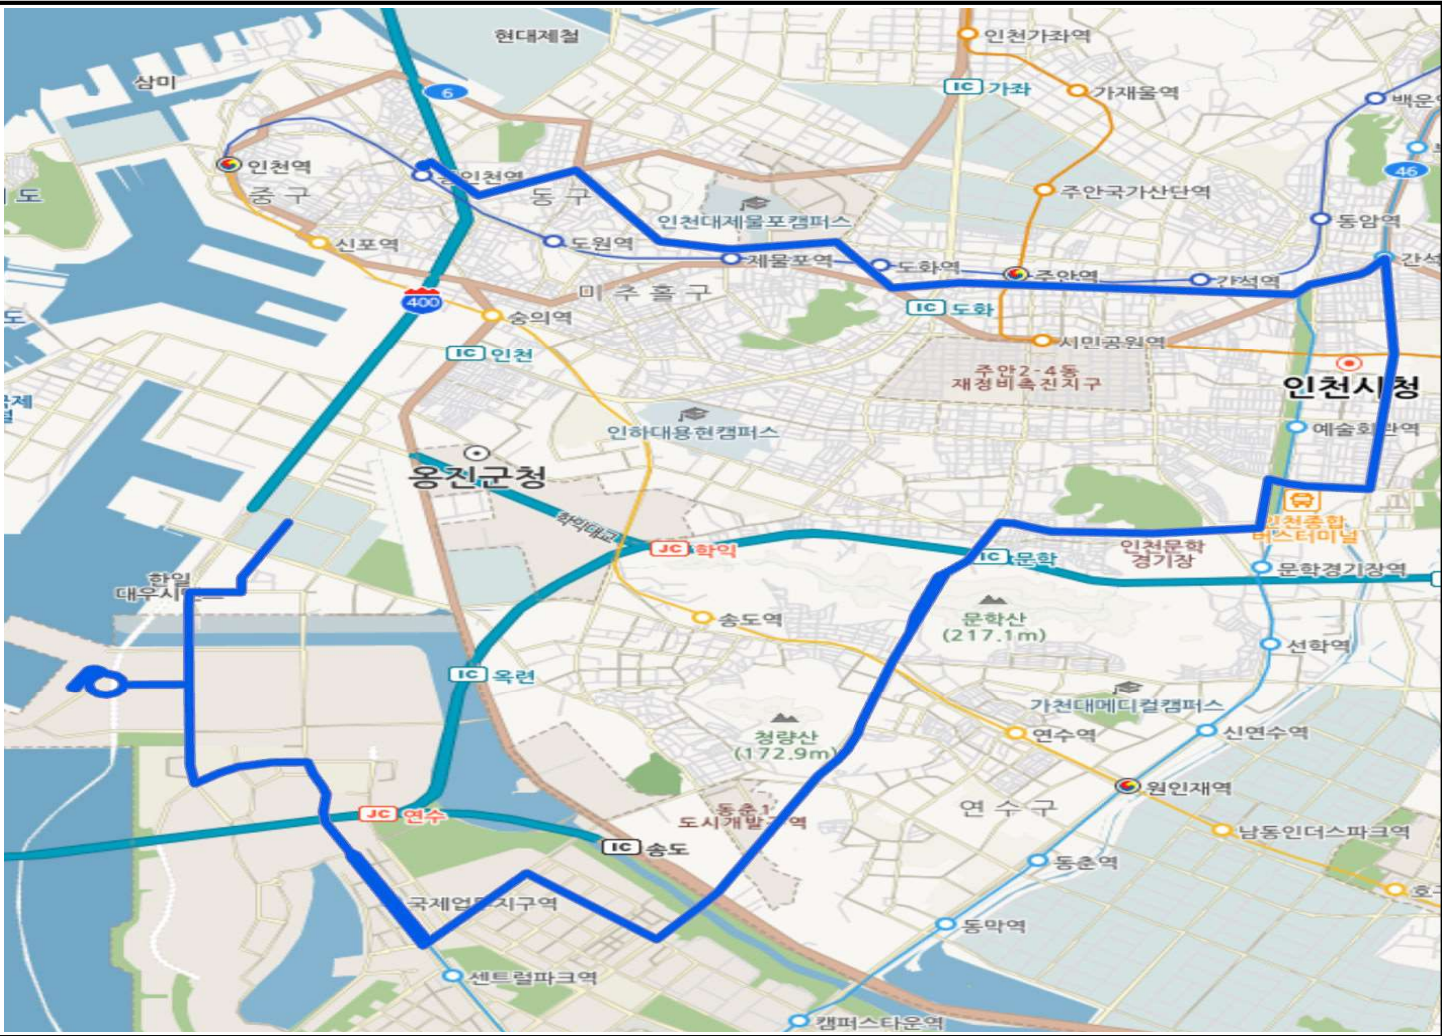 현대제철
인천가좌역
삼미
6
IC 가좌
가재울역
백운
인천역
중구
동인천역
동구
46
주안국가산단역
인천대제물포캠퍼스
동암역
도
신포역
도원역
제물포역
도화역
주안역
간석역
간석
미추홀구
400
IC 도화
도
숭의역
IC 인천
시민공원역
주안2-4동
재정비촉진지구
인천시청
국제
인하대용현캠퍼스
예술회관역
옹진군청
학익대교
인천종합
버스터미널
JC 학익
IC 문학
인천문학
경기장
문학경기장역
한일
대우시멘트
송도역
문학산
(217.1m)
선학역
IC 옥련
가천대메디컬캠퍼스
청량산
(172.9m)
연수역
신연수역
원인재역
JC 연수
동춘1
도시개발구역
연수구
남동인더스파크역
IC 송도
동춘역
호구
국제업무지구역
동막역
센트럴파크역
캠퍼스타운역